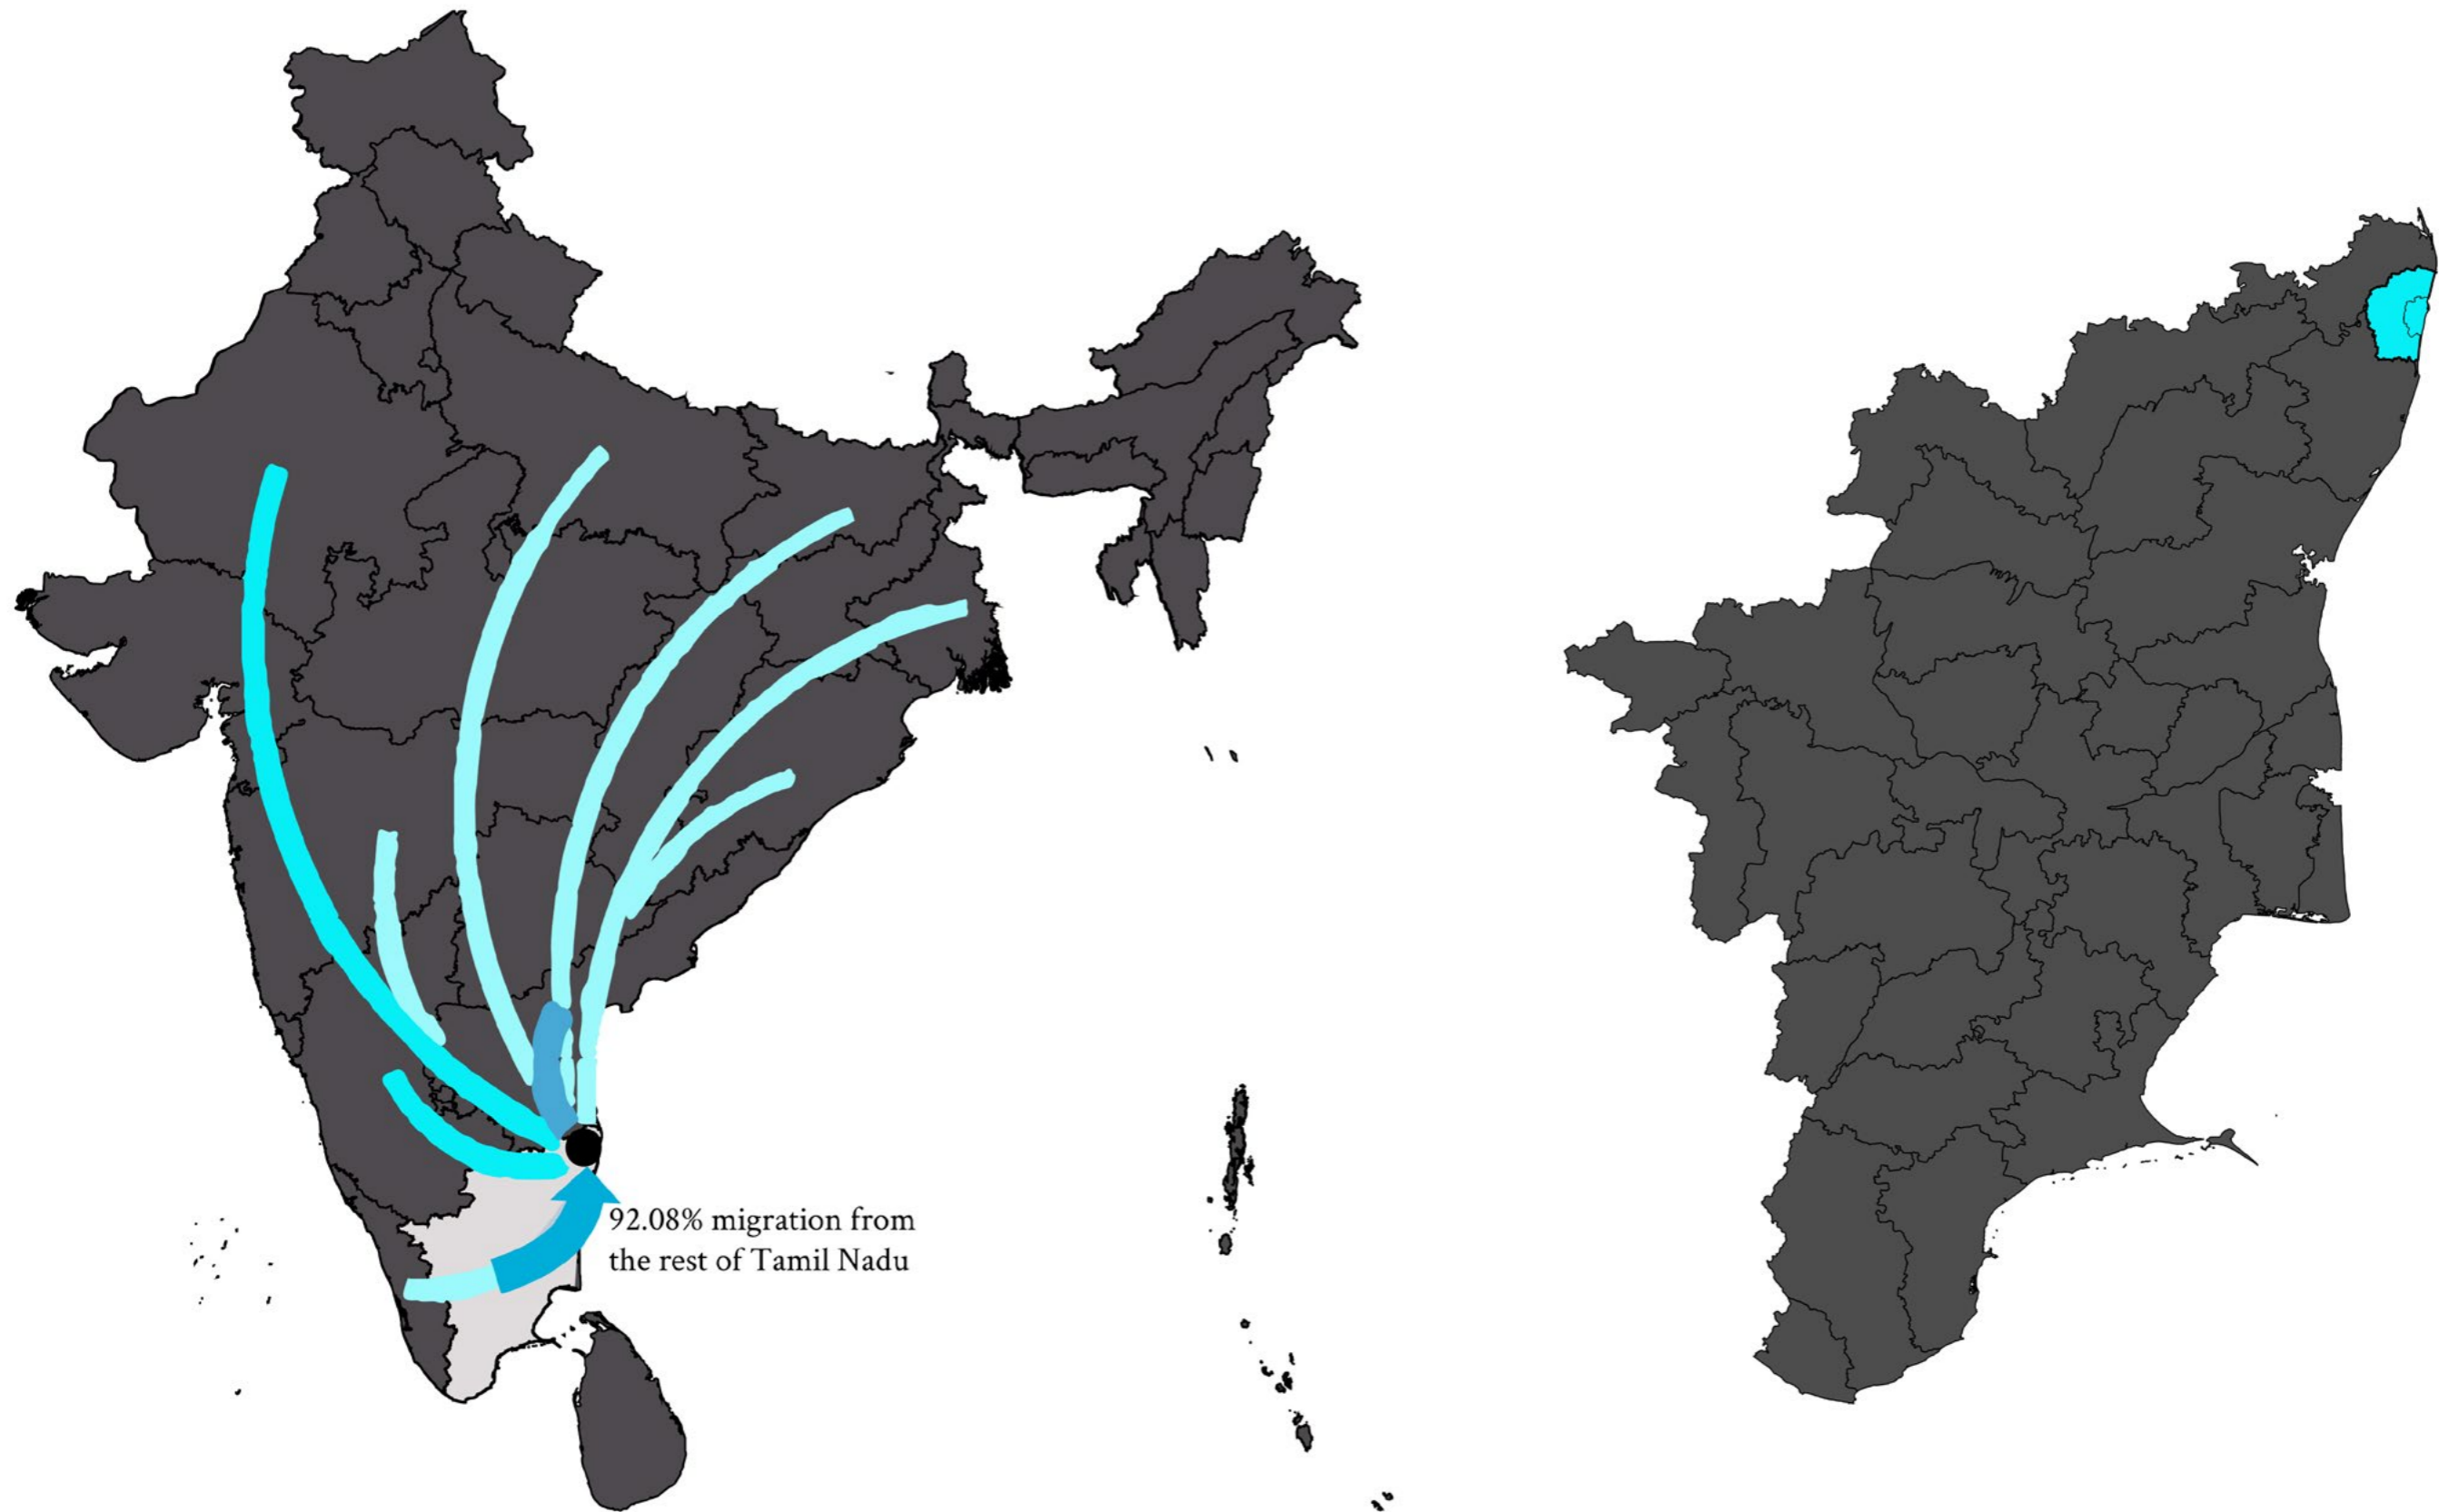 92.08% migration from
the rest of Tamil Nadu